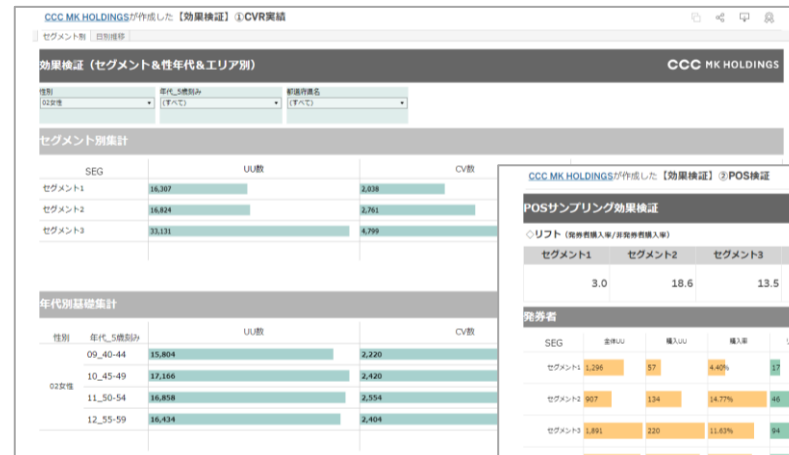 CCC MK HOLDINGSが作成した【効果検証】①CVR実績
セグメント別 日別推移
効果検証（セグメント&性年代&エリア別）
CCC MK HOLDINGS
性別 年代_5歳刻み 都道府県名
02女性 (すべて) (すべて)
セグメント別集計
SEG UU数 CV数
セグメント1 16,307 2,038
セグメント2 16,824 2,761
セグメント3 33,131 4,799
年代別基礎集計
性別 年代_5歳刻み UU数 CV数
02女性
09_40-44 15,804 2,220
10_45-49 17,166 2,420
11_50-54 16,858 2,554
12_55-59 16,434 2,404
CCC MK HOLDINGSが作成した【効果検証】②POS検証
POSサンプリング効果検証
◇リフト（発券者購入率/非発券者購入率）
セグメント1 セグメント2 セグメント3
3.0 18.6 13.5
発券者
SEG 全体UU 購入UU 購入率
セグメント1 1,296 57 4.40% 17
セグメント2 907 134 14.77% 46
セグメント3 1,891 220 11.63% 94